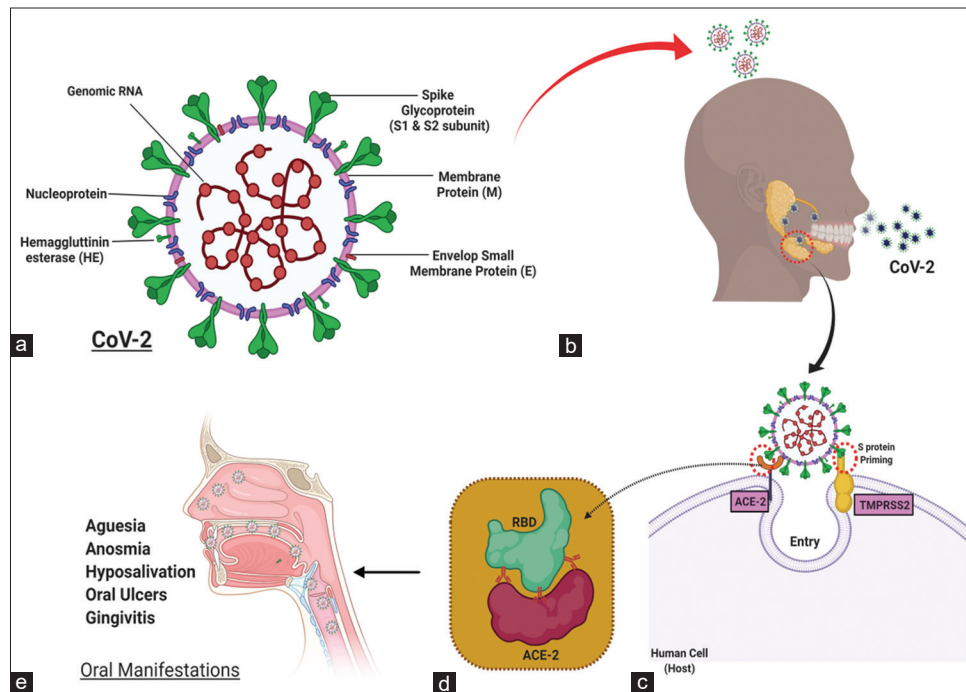 Genomic RNA
Spike
Glycoprotein
(S1 & S2 subunit)
Nucleoprotein
Membrane
Protein (M)
Hemaggluttinin
esterase (HE)
Envelop Small
Membrane Protein (E)
CoV-2
a
CoV-2
b
S protein
Priming
ACE-2
TMPRSS2
Entry
Human Cell
(Host)
c
RBD
ACE-2
d
Aguesia
Anosmia
Hyposalivation
Oral Ulcers
Gingivitis
Oral Manifestations
e